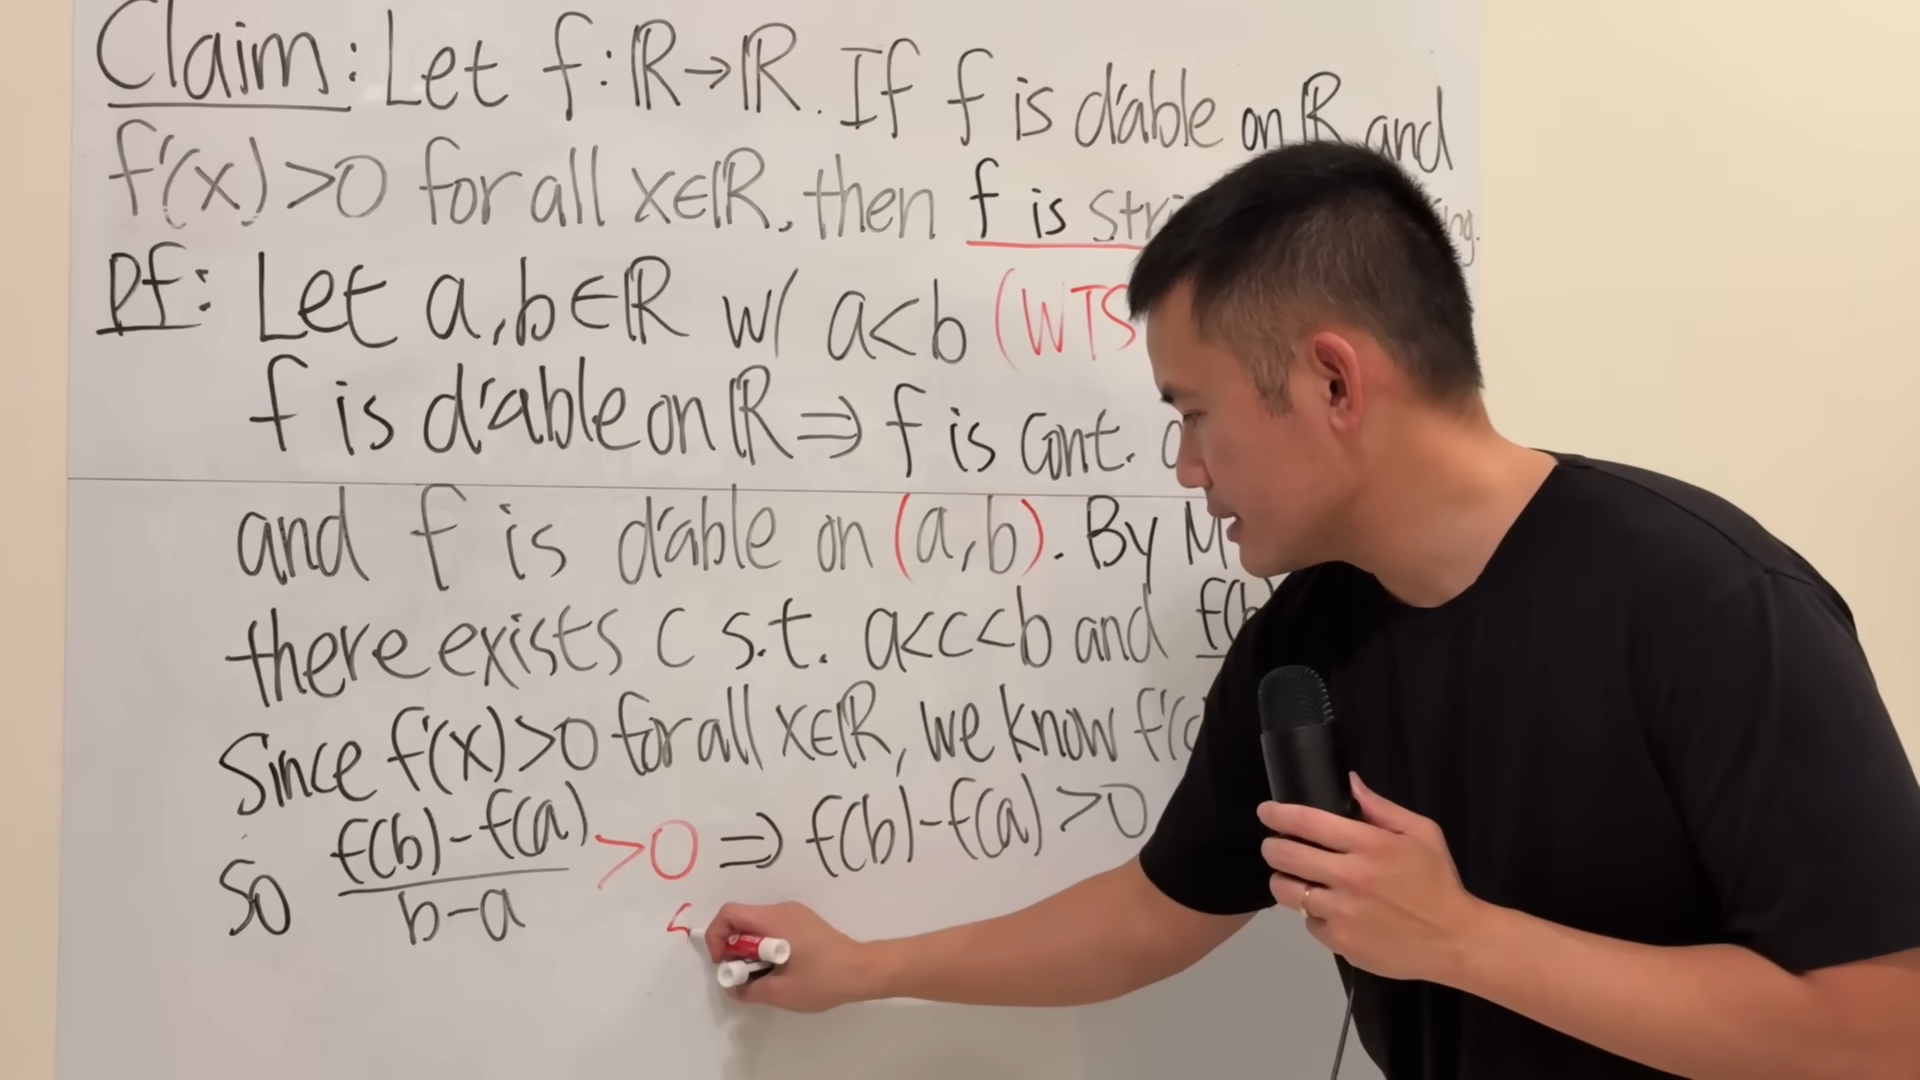 Claim: Let f:ℝ→ℝ. If f is d'able on ℝ and
f'(x)>0 for all x∈ℝ, then f is
Pf: Let a,b∈ℝ w/ a<b (WTS
f is d'able on ℝ ⇒ f is cont.
and f is d'able on (a,b). By
there exists c s.t. a<c<b and
Since f'(x)>0 for all x∈ℝ, we know
So f(b)-f(a)/b-a >0 ⇒ f(b)-f(a)>0